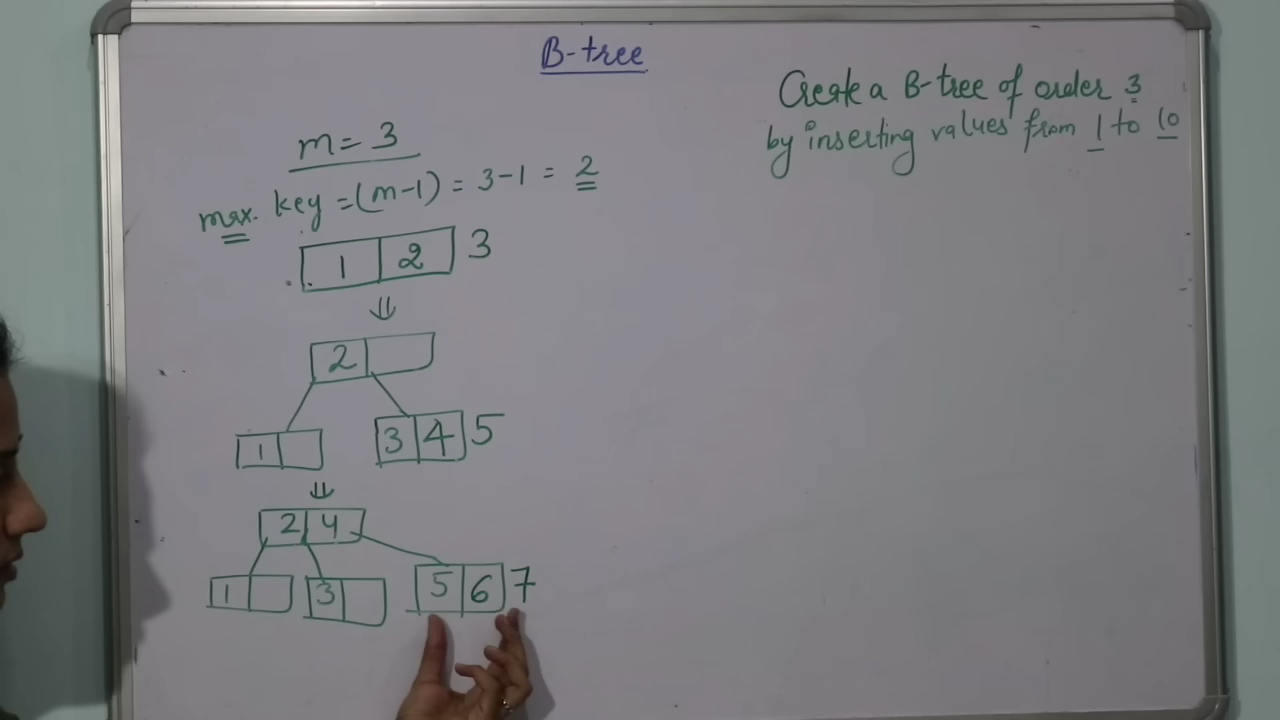 B-tree
Create a B-tree of order 3
by inserting values from 1 to 10
m = 3
max. key = (m-1) = 3-1 = 2
1 2 3
⇓
2
1 3 4 5
⇓
2 4
1 3 5 6 7